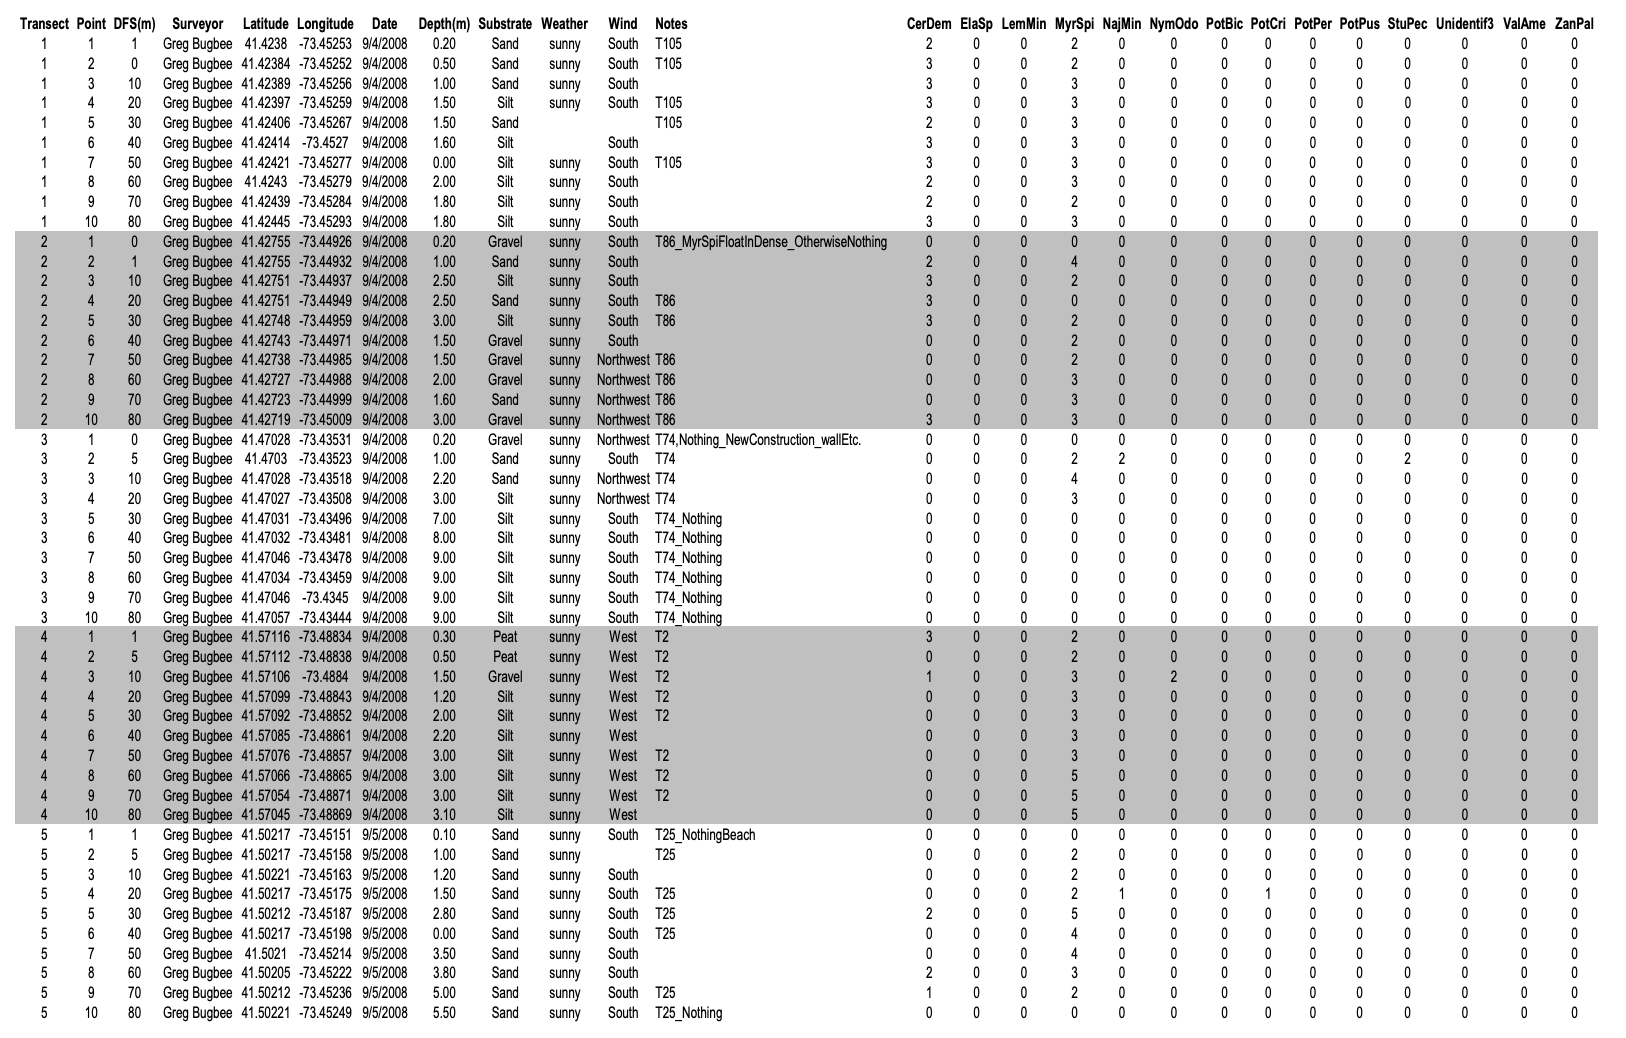 Transect Point DFS(m) Surveyor Latitude Longitude Date Depth(m) Substrate Weather Wind Notes CerDem ElaSp LemMin MyrSpi NajMin NymOdo PotBic PotCri PotPer PotPus StuPec Unidentif3 ValAme ZanPal
1 1 1 Greg Bugbee 41.4238 -73.45253 9/4/2008 0.20 Sand sunny South T105 2 0 0 2 0 0 0 0 0 0 0 0 0 0
1 2 0 Greg Bugbee 41.42384 -73.45252 9/4/2008 0.50 Sand sunny South T105 3 0 0 2 0 0 0 0 0 0 0 0 0 0
1 3 10 Greg Bugbee 41.42389 -73.45256 9/4/2008 1.00 Sand sunny South 3 0 0 3 0 0 0 0 0 0 0 0 0 0
1 4 20 Greg Bugbee 41.42397 -73.45259 9/4/2008 1.50 Silt sunny South T105 3 0 0 3 0 0 0 0 0 0 0 0 0 0
1 5 30 Greg Bugbee 41.42406 -73.45267 9/4/2008 1.50 Sand T105 2 0 0 3 0 0 0 0 0 0 0 0 0 0
1 6 40 Greg Bugbee 41.42414 -73.4527 9/4/2008 1.60 Silt South 3 0 0 3 0 0 0 0 0 0 0 0 0 0
1 7 50 Greg Bugbee 41.42421 -73.45277 9/4/2008 0.00 Silt sunny South T105 3 0 0 3 0 0 0 0 0 0 0 0 0 0
1 8 60 Greg Bugbee 41.4243 -73.45279 9/4/2008 2.00 Silt sunny South 2 0 0 3 0 0 0 0 0 0 0 0 0 0
1 9 70 Greg Bugbee 41.42439 -73.45284 9/4/2008 1.80 Silt sunny South 2 0 0 2 0 0 0 0 0 0 0 0 0 0
1 10 80 Greg Bugbee 41.42445 -73.45293 9/4/2008 1.80 Silt sunny South 3 0 0 3 0 0 0 0 0 0 0 0 0 0
2 1 0 Greg Bugbee 41.42755 -73.44926 9/4/2008 0.20 Gravel sunny South T86_MyrSpiFloatInDense_OtherwiseNothing 0 0 0 0 0 0 0 0 0 0 0 0 0 0
2 2 1 Greg Bugbee 41.42755 -73.44932 9/4/2008 1.00 Sand sunny South 2 0 0 4 0 0 0 0 0 0 0 0 0 0
2 3 10 Greg Bugbee 41.42751 -73.44937 9/4/2008 2.50 Silt sunny South 3 0 0 2 0 0 0 0 0 0 0 0 0 0
2 4 20 Greg Bugbee 41.42751 -73.44949 9/4/2008 2.50 Sand sunny South T86 3 0 0 0 0 0 0 0 0 0 0 0 0 0
2 5 30 Greg Bugbee 41.42748 -73.44959 9/4/2008 3.00 Silt sunny South T86 3 0 0 2 0 0 0 0 0 0 0 0 0 0
2 6 40 Greg Bugbee 41.42743 -73.44971 9/4/2008 1.50 Gravel sunny South 0 0 0 2 0 0 0 0 0 0 0 0 0 0
2 7 50 Greg Bugbee 41.42738 -73.44985 9/4/2008 1.50 Gravel sunny Northwest T86 0 0 0 2 0 0 0 0 0 0 0 0 0 0
2 8 60 Greg Bugbee 41.42727 -73.44988 9/4/2008 2.00 Gravel sunny Northwest T86 0 0 0 3 0 0 0 0 0 0 0 0 0 0
2 9 70 Greg Bugbee 41.42723 -73.44999 9/4/2008 1.60 Sand sunny Northwest T86 0 0 0 3 0 0 0 0 0 0 0 0 0 0
2 10 80 Greg Bugbee 41.42719 -73.45009 9/4/2008 3.00 Gravel sunny Northwest T86 3 0 0 3 0 0 0 0 0 0 0 0 0 0
3 1 0 Greg Bugbee 41.47028 -73.43531 9/4/2008 0.20 Gravel sunny Northwest T74,Nothing_NewConstruction_wallEtc. 0 0 0 0 0 0 0 0 0 0 0 0 0 0
3 2 5 Greg Bugbee 41.4703 -73.43523 9/4/2008 1.00 Sand sunny South T74 0 0 0 2 2 0 0 0 0 0 2 0 0 0
3 3 10 Greg Bugbee 41.47028 -73.43518 9/4/2008 2.20 Sand sunny Northwest T74 0 0 0 4 0 0 0 0 0 0 0 0 0 0
3 4 20 Greg Bugbee 41.47027 -73.43508 9/4/2008 3.00 Silt sunny Northwest T74 0 0 0 3 0 0 0 0 0 0 0 0 0 0
3 5 30 Greg Bugbee 41.47031 -73.43496 9/4/2008 7.00 Silt sunny South T74_Nothing 0 0 0 0 0 0 0 0 0 0 0 0 0 0
3 6 40 Greg Bugbee 41.47032 -73.43481 9/4/2008 8.00 Silt sunny South T74_Nothing 0 0 0 0 0 0 0 0 0 0 0 0 0 0
3 7 50 Greg Bugbee 41.47046 -73.43478 9/4/2008 9.00 Silt sunny South T74_Nothing 0 0 0 0 0 0 0 0 0 0 0 0 0 0
3 8 60 Greg Bugbee 41.47034 -73.43459 9/4/2008 9.00 Silt sunny South T74_Nothing 0 0 0 0 0 0 0 0 0 0 0 0 0 0
3 9 70 Greg Bugbee 41.47046 -73.4345 9/4/2008 9.00 Silt sunny South T74_Nothing 0 0 0 0 0 0 0 0 0 0 0 0 0 0
3 10 80 Greg Bugbee 41.47057 -73.43444 9/4/2008 9.00 Silt sunny South T74_Nothing 0 0 0 0 0 0 0 0 0 0 0 0 0 0
4 1 1 Greg Bugbee 41.57116 -73.48834 9/4/2008 0.30 Peat sunny West T2 3 0 0 2 0 0 0 0 0 0 0 0 0 0
4 2 5 Greg Bugbee 41.57112 -73.48838 9/4/2008 0.50 Peat sunny West T2 0 0 0 2 0 0 0 0 0 0 0 0 0 0
4 3 10 Greg Bugbee 41.57106 -73.4884 9/4/2008 1.50 Gravel sunny West T2 1 0 0 3 0 2 0 0 0 0 0 0 0 0
4 4 20 Greg Bugbee 41.57099 -73.48843 9/4/2008 1.20 Silt sunny West T2 0 0 0 3 0 0 0 0 0 0 0 0 0 0
4 5 30 Greg Bugbee 41.57092 -73.48852 9/4/2008 2.00 Silt sunny West T2 0 0 0 3 0 0 0 0 0 0 0 0 0 0
4 6 40 Greg Bugbee 41.57085 -73.48861 9/4/2008 2.20 Silt sunny West 0 0 0 3 0 0 0 0 0 0 0 0 0 0
4 7 50 Greg Bugbee 41.57076 -73.48857 9/4/2008 3.00 Silt sunny West T2 0 0 0 3 0 0 0 0 0 0 0 0 0 0
4 8 60 Greg Bugbee 41.57066 -73.48865 9/4/2008 3.00 Silt sunny West T2 0 0 0 5 0 0 0 0 0 0 0 0 0 0
4 9 70 Greg Bugbee 41.57054 -73.48871 9/4/2008 3.00 Silt sunny West T2 0 0 0 5 0 0 0 0 0 0 0 0 0 0
4 10 80 Greg Bugbee 41.57045 -73.48869 9/4/2008 3.10 Silt sunny West 0 0 0 5 0 0 0 0 0 0 0 0 0 0
5 1 1 Greg Bugbee 41.50217 -73.45151 9/5/2008 0.10 Sand sunny South T25_NothingBeach 0 0 0 0 0 0 0 0 0 0 0 0 0 0
5 2 5 Greg Bugbee 41.50217 -73.45158 9/5/2008 1.00 Sand sunny T25 0 0 0 2 0 0 0 0 0 0 0 0 0 0
5 3 10 Greg Bugbee 41.50221 -73.45163 9/5/2008 1.20 Sand sunny South 0 0 0 2 0 0 0 0 0 0 0 0 0 0
5 4 20 Greg Bugbee 41.50217 -73.45175 9/5/2008 1.50 Sand sunny South T25 0 0 0 2 1 0 0 1 0 0 0 0 0 0
5 5 30 Greg Bugbee 41.50212 -73.45187 9/5/2008 2.80 Sand sunny South T25 2 0 0 5 0 0 0 0 0 0 0 0 0 0
5 6 40 Greg Bugbee 41.50217 -73.45198 9/5/2008 0.00 Sand sunny South T25 0 0 0 4 0 0 0 0 0 0 0 0 0 0
5 7 50 Greg Bugbee 41.5021 -73.45214 9/5/2008 3.50 Sand sunny South 0 0 0 4 0 0 0 0 0 0 0 0 0 0
5 8 60 Greg Bugbee 41.50205 -73.45222 9/5/2008 3.80 Sand sunny South 2 0 0 3 0 0 0 0 0 0 0 0 0 0
5 9 70 Greg Bugbee 41.50212 -73.45236 9/5/2008 5.00 Sand sunny South T25 1 0 0 2 0 0 0 0 0 0 0 0 0 0
5 10 80 Greg Bugbee 41.50221 -73.45249 9/5/2008 5.50 Sand sunny South T25_Nothing 0 0 0 0 0 0 0 0 0 0 0 0 0 0